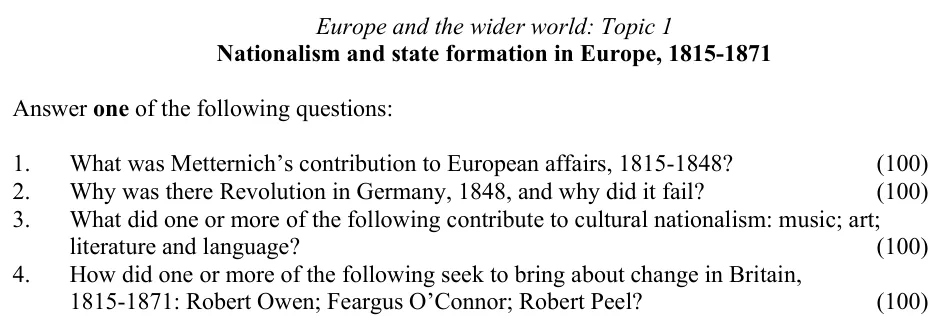 Europe and the wider world: Topic 1
Nationalism and state formation in Europe, 1815-1871
Answer one of the following questions:
1. What was Metternich’s contribution to European affairs, 1815-1848? (100)
2. Why was there Revolution in Germany, 1848, and why did it fail? (100)
3. What did one or more of the following contribute to cultural nationalism: music; art;
literature and language? (100)
4. How did one or more of the following seek to bring about change in Britain,
1815-1871: Robert Owen; Feargus O’Connor; Robert Peel? (100)